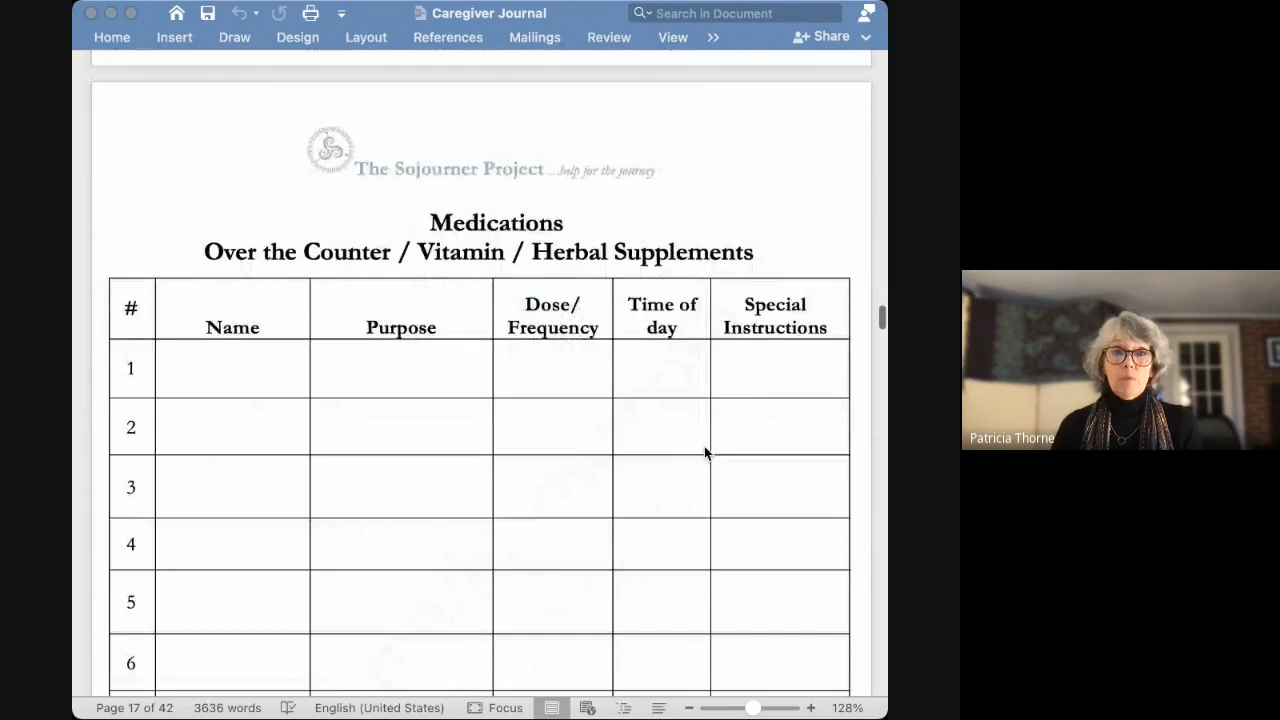 Caregiver Journal
Search in Document
Home Insert Draw Design Layout References Mailings Review View >> Share
The Sojourner Project ...help for the journey
Medications
Over the Counter / Vitamin / Herbal Supplements
# Name Purpose Dose/ Frequency Time of day Special Instructions
1
2
3
4
5
6
Patricia Thorne
Page 17 of 42 3636 words English (United States) Focus 128%